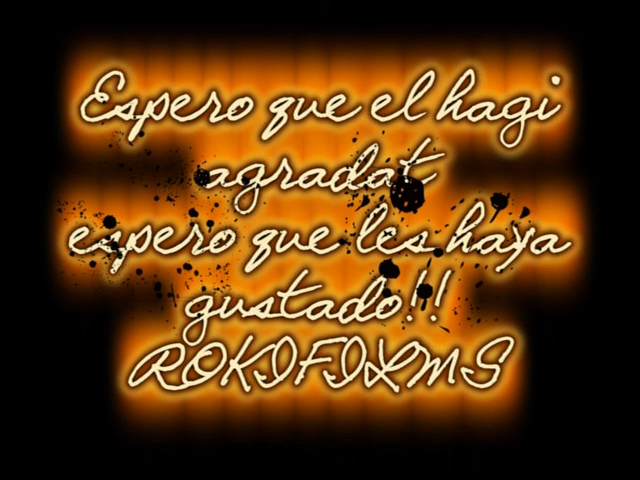 Espero que el hagi
agradat
espero que les haya
gustado!!
ROKIFILMS